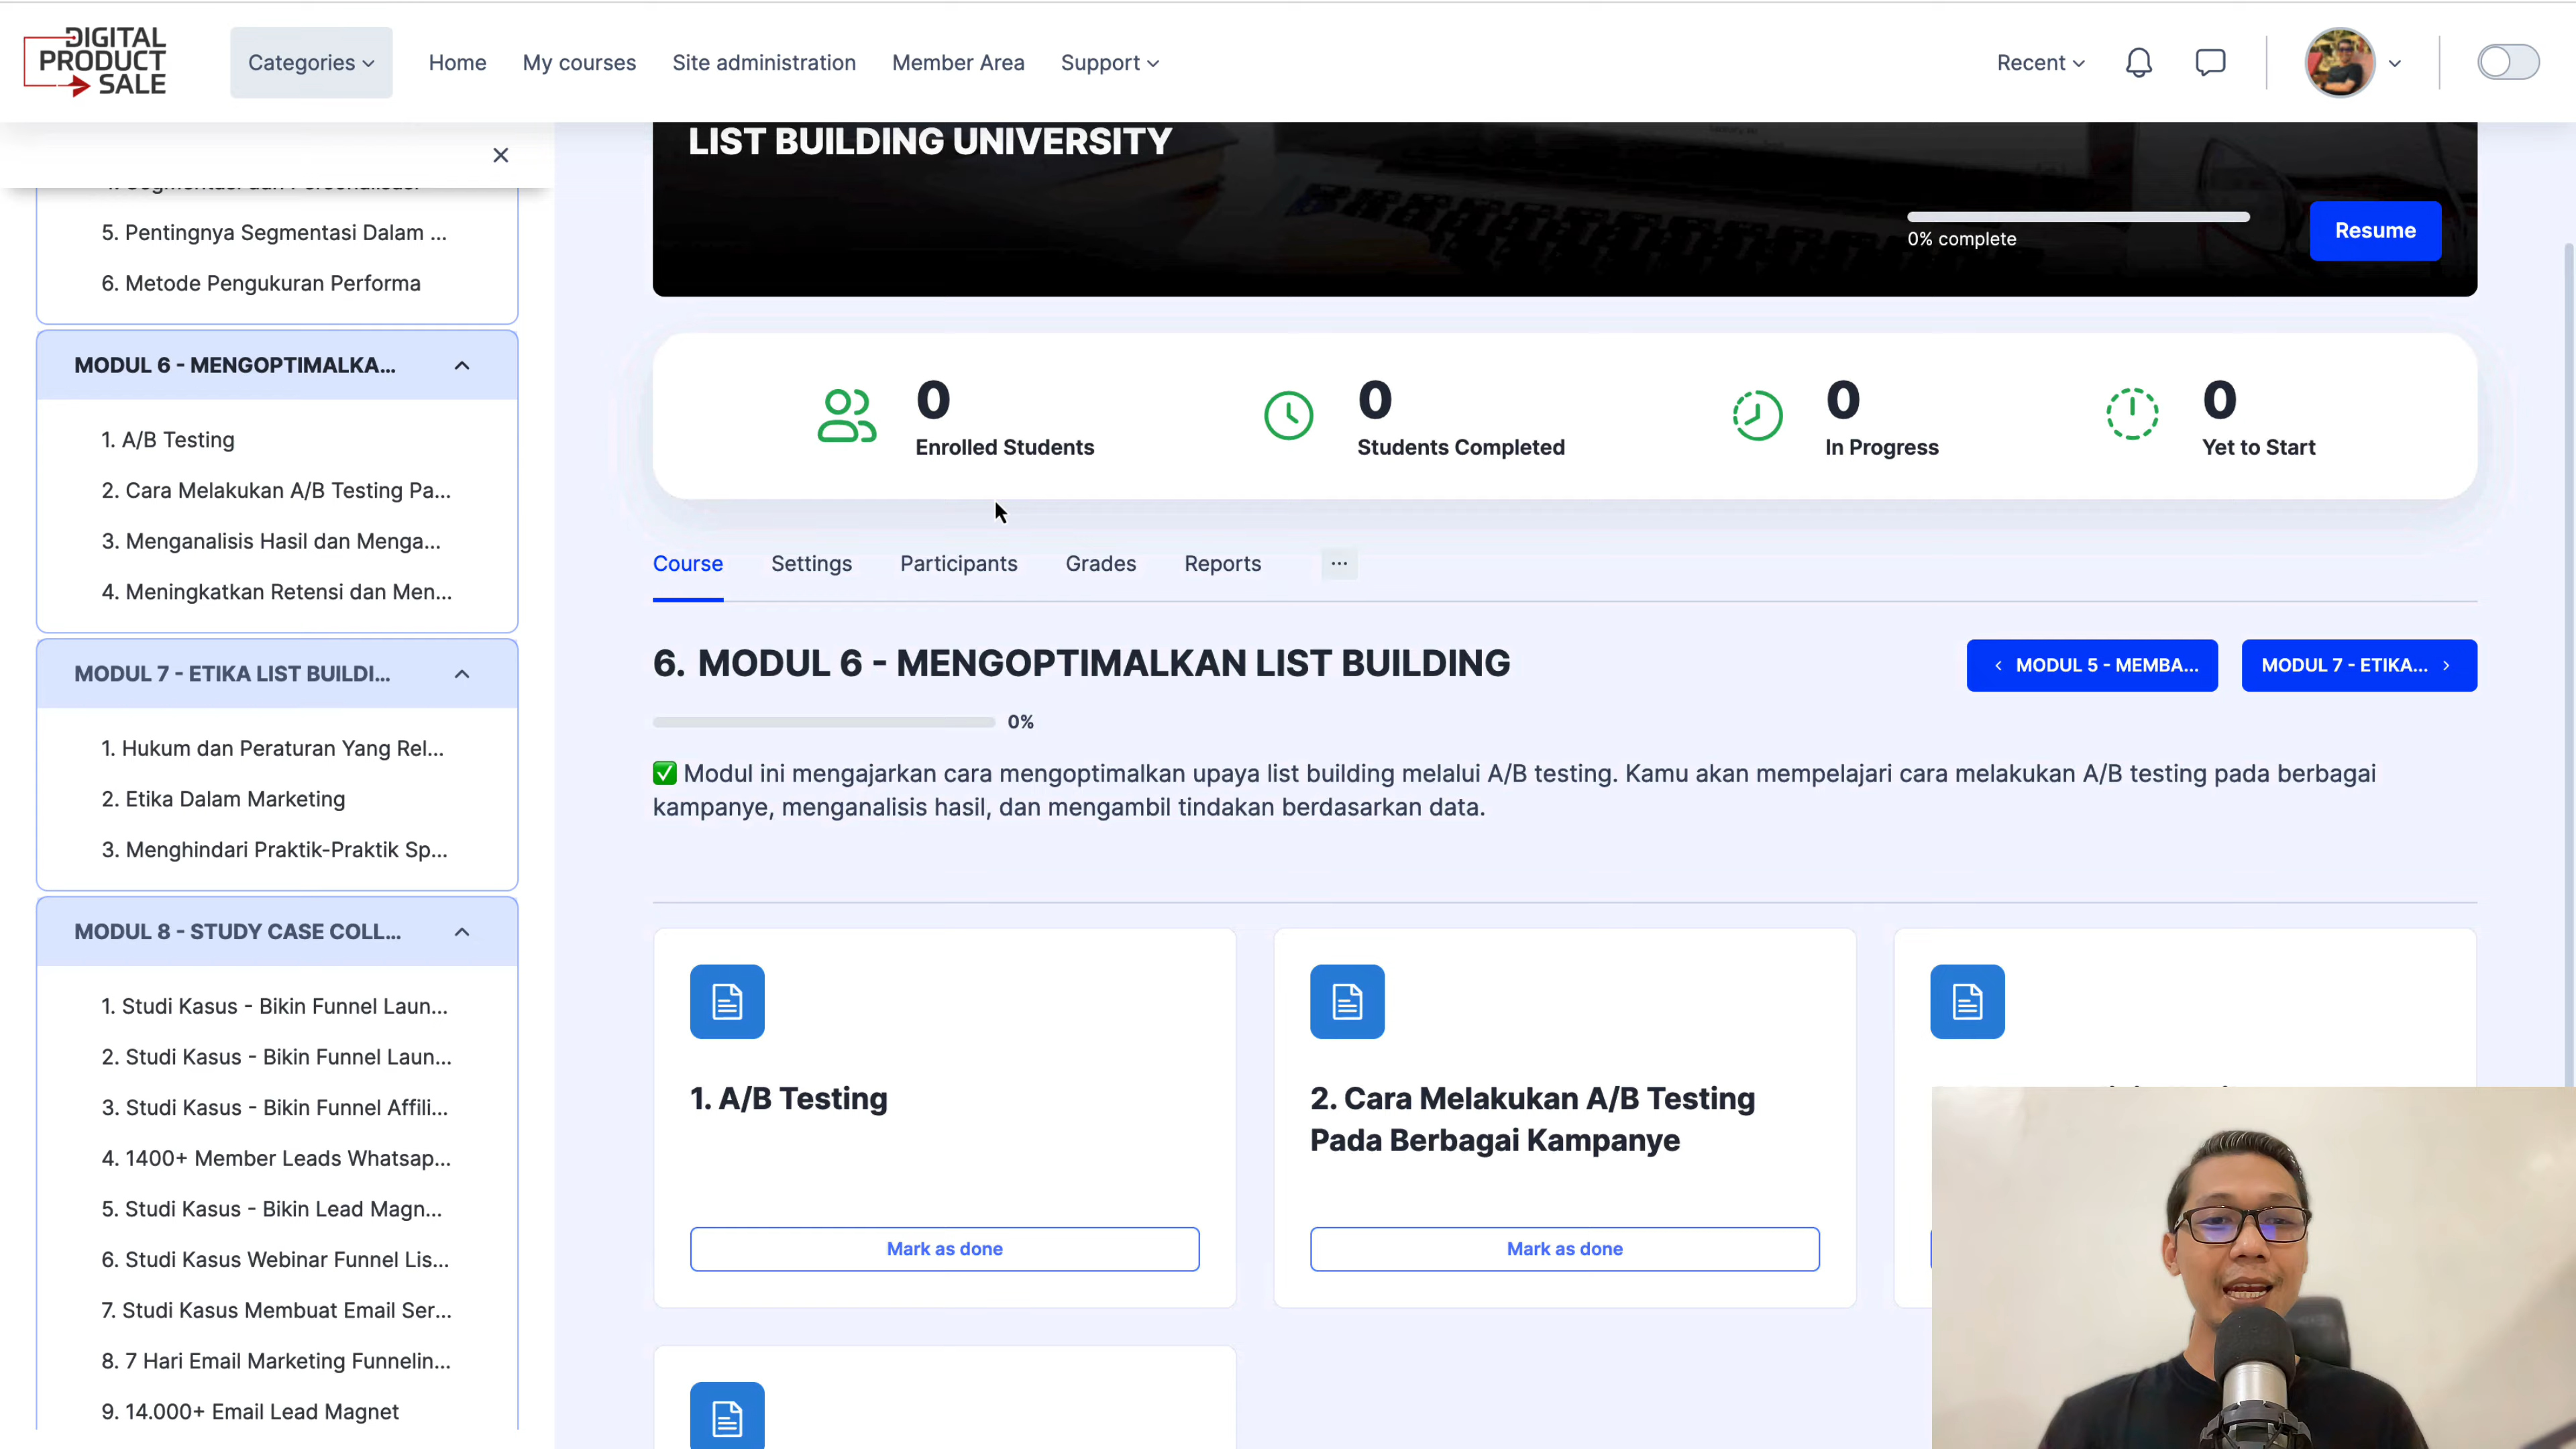 DIGITAL
PRODUCT
SALE
Categories
Home
My courses
Site administration
Member Area
Support
Recent
5. Pentingnya Segmentasi Dalam ...
6. Metode Pengukuran Performa
MODUL 6 - MENGOPTIMALKA...
1. A/B Testing
2. Cara Melakukan A/B Testing Pa...
3. Menganalisis Hasil dan Menga...
4. Meningkatkan Retensi dan Men...
MODUL 7 - ETIKA LIST BUILDI...
1. Hukum dan Peraturan Yang Rel...
2. Etika Dalam Marketing
3. Menghindari Praktik-Praktik Sp...
MODUL 8 - STUDY CASE COLL...
1. Studi Kasus - Bikin Funnel Laun...
2. Studi Kasus - Bikin Funnel Laun...
3. Studi Kasus - Bikin Funnel Affili...
4. 1400+ Member Leads Whatsap...
5. Studi Kasus - Bikin Lead Magn...
6. Studi Kasus Webinar Funnel Lis...
7. Studi Kasus Membuat Email Ser...
8. 7 Hari Email Marketing Funnelin...
9. 14.000+ Email Lead Magnet
LIST BUILDING UNIVERSITY
0% complete
Resume
0
Enrolled Students
0
Students Completed
0
In Progress
0
Yet to Start
Course
Settings
Participants
Grades
Reports
...
6. MODUL 6 - MENGOPTIMALKAN LIST BUILDING
MODUL 5 - MEMBA...
MODUL 7 - ETIKA...
0%
✅ Modul ini mengajarkan cara mengoptimalkan upaya list building melalui A/B testing. Kamu akan mempelajari cara melakukan A/B testing pada berbagai
kampanye, menganalisis hasil, dan mengambil tindakan berdasarkan data.
1. A/B Testing
Mark as done
2. Cara Melakukan A/B Testing
Pada Berbagai Kampanye
Mark as done